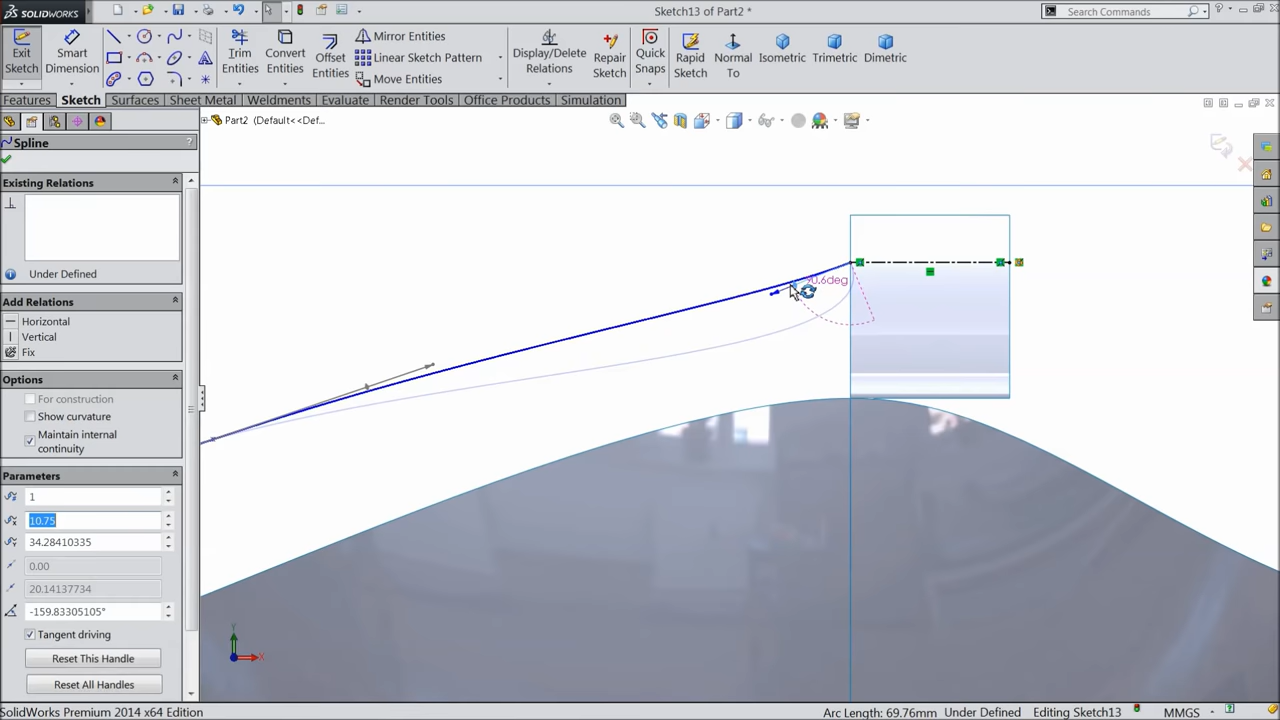 SOLIDWORKS
Sketch13 of Part2 *
Search Commands
Exit Sketch
Smart Dimension
Trim Entities
Convert Entities
Offset Entities
Mirror Entities
Linear Sketch Pattern
Move Entities
Display/Delete Relations
Repair Sketch
Quick Snaps
Rapid Sketch
Normal To
Isometric
Trimetric
Dimetric
Features
Sketch
Surfaces
Sheet Metal
Weldments
Evaluate
Render Tools
Office Products
Simulation
Part2 (Default<<Def...
Spline
?
Existing Relations
Under Defined
Add Relations
Horizontal
Vertical
Fix
Options
For construction
Show curvature
Maintain internal
continuity
Parameters
1
10.75
34.28410335
0.00
20.14137734
-159.83305105°
Tangent driving
Reset This Handle
Reset All Handles
Y
X
SolidWorks Premium 2014 x64 Edition
Arc Length: 69.76mm
Under Defined
Editing Sketch13
MMGS